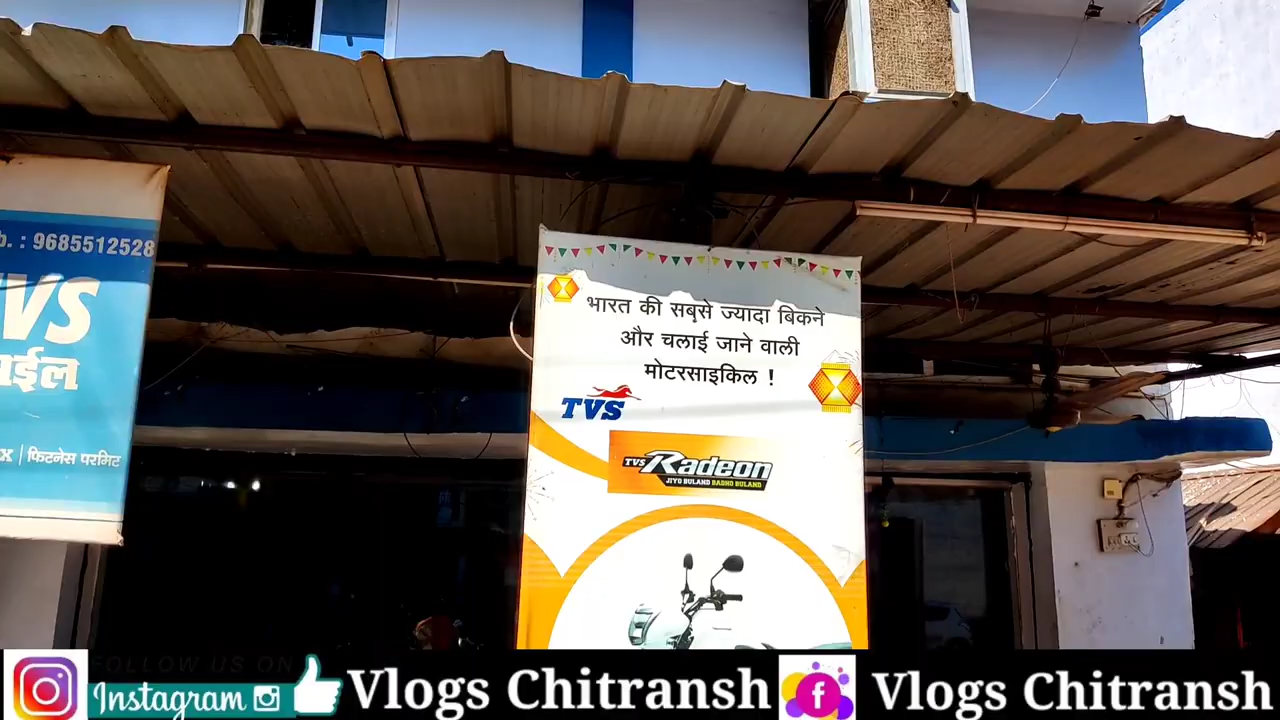 b. : 9685512528
TVS
ाईल
x | फिटनेस परमिट
भारत की सबसे ज्यादा बिकने
और चलाई जाने वाली
मोटरसाइकिल !
TVS
TVS Radeon
JIYO BULAND BADHO BULAND
FOLLOW US ON
Instagram
Vlogs Chitransh
f
Vlogs Chitransh